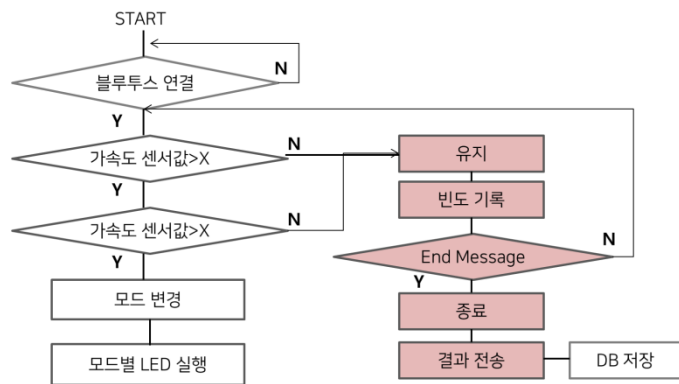 START
블루투스 연결
N
Y
가속도 센서값>X
N
Y
가속도 센서값>X
N
Y
모드 변경
모드별 LED 실행
유지
빈도 기록
End Message
N
Y
종료
결과 전송
DB 저장